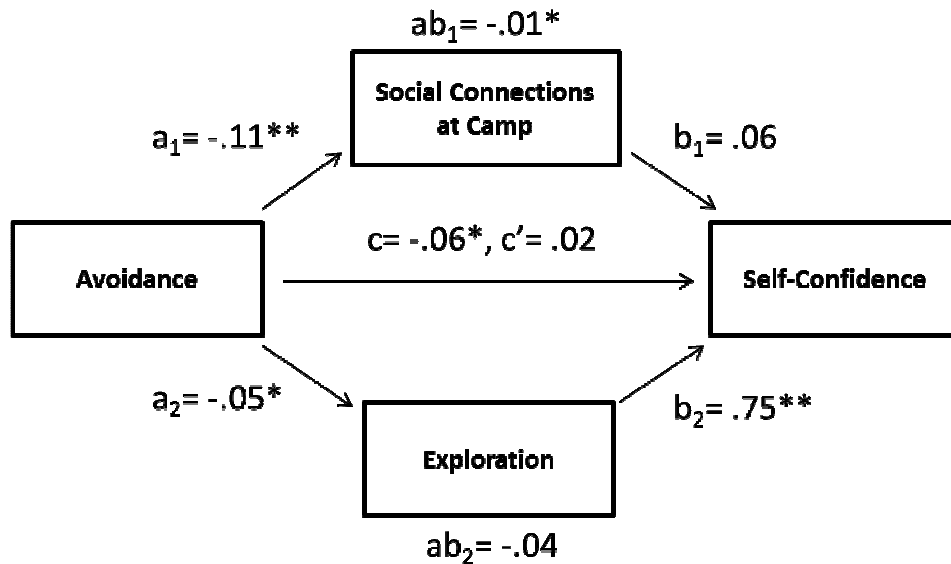 ab₁= -.01*
Social Connections
at Camp
a₁= -.11**
b₁= .06
c= -.06*, c’= .02
Avoidance
Self-Confidence
a₂= -.05*
b₂= .75**
Exploration
ab₂= -.04